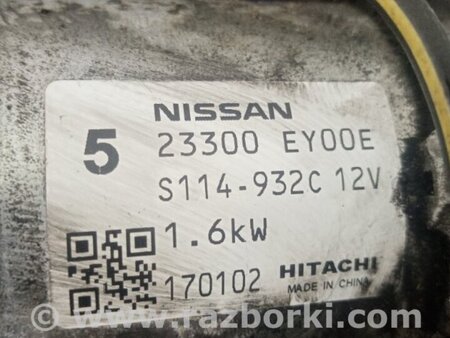 NISSAN
5 23300 EY00E
S114-932C 12V
1.6kW
170102 HITACHI
MADE IN CHINA
© www.razborki.com